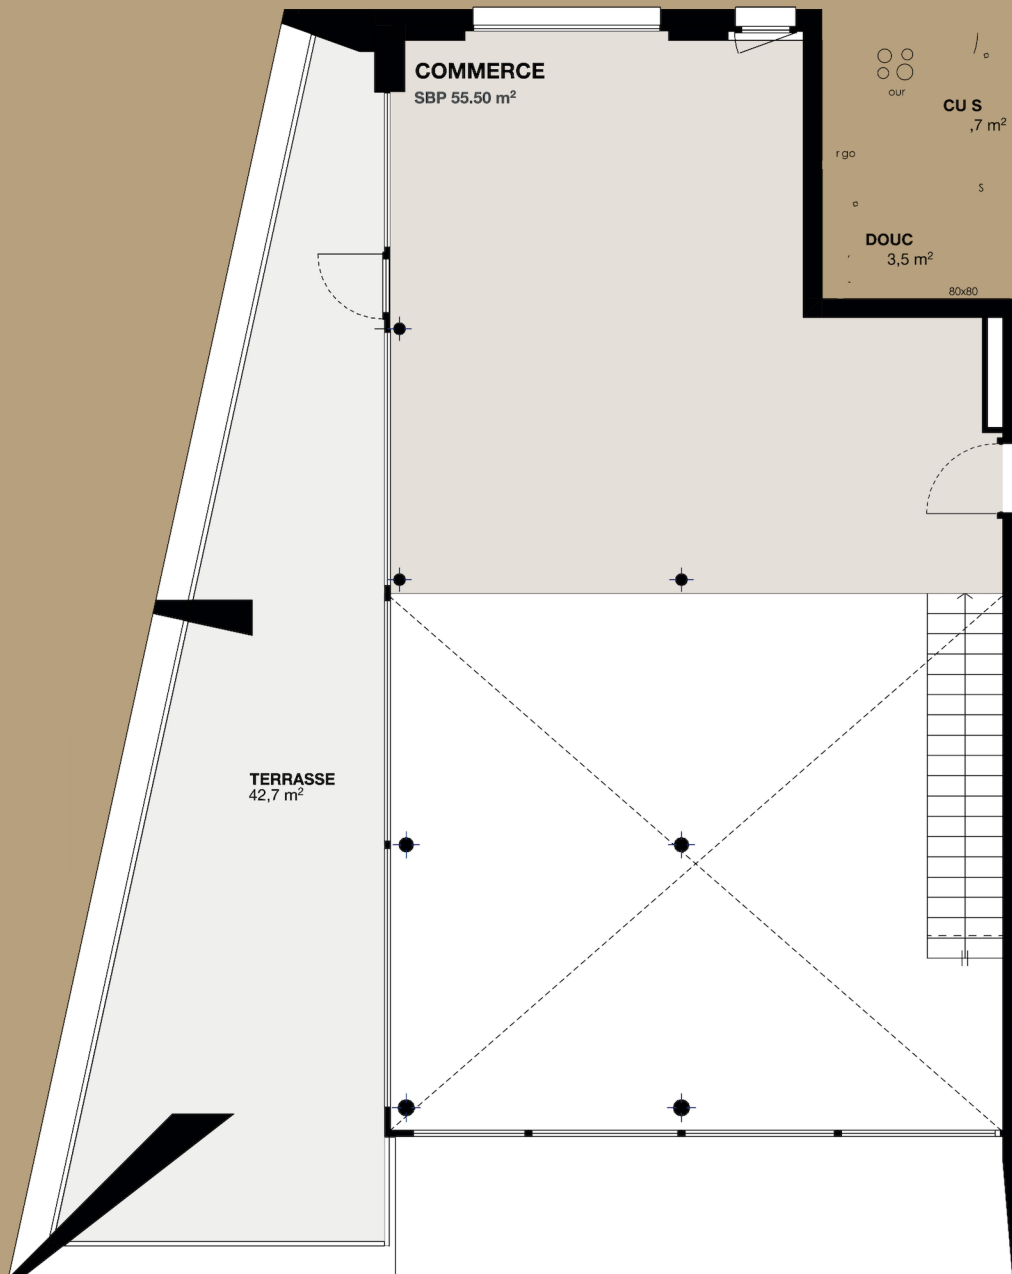 COMMERCE
SBP 55.50 m²
our
CU S
,7 m²
r go
S
DOUC
3,5 m²
80x80
TERRASSE
42,7 m²